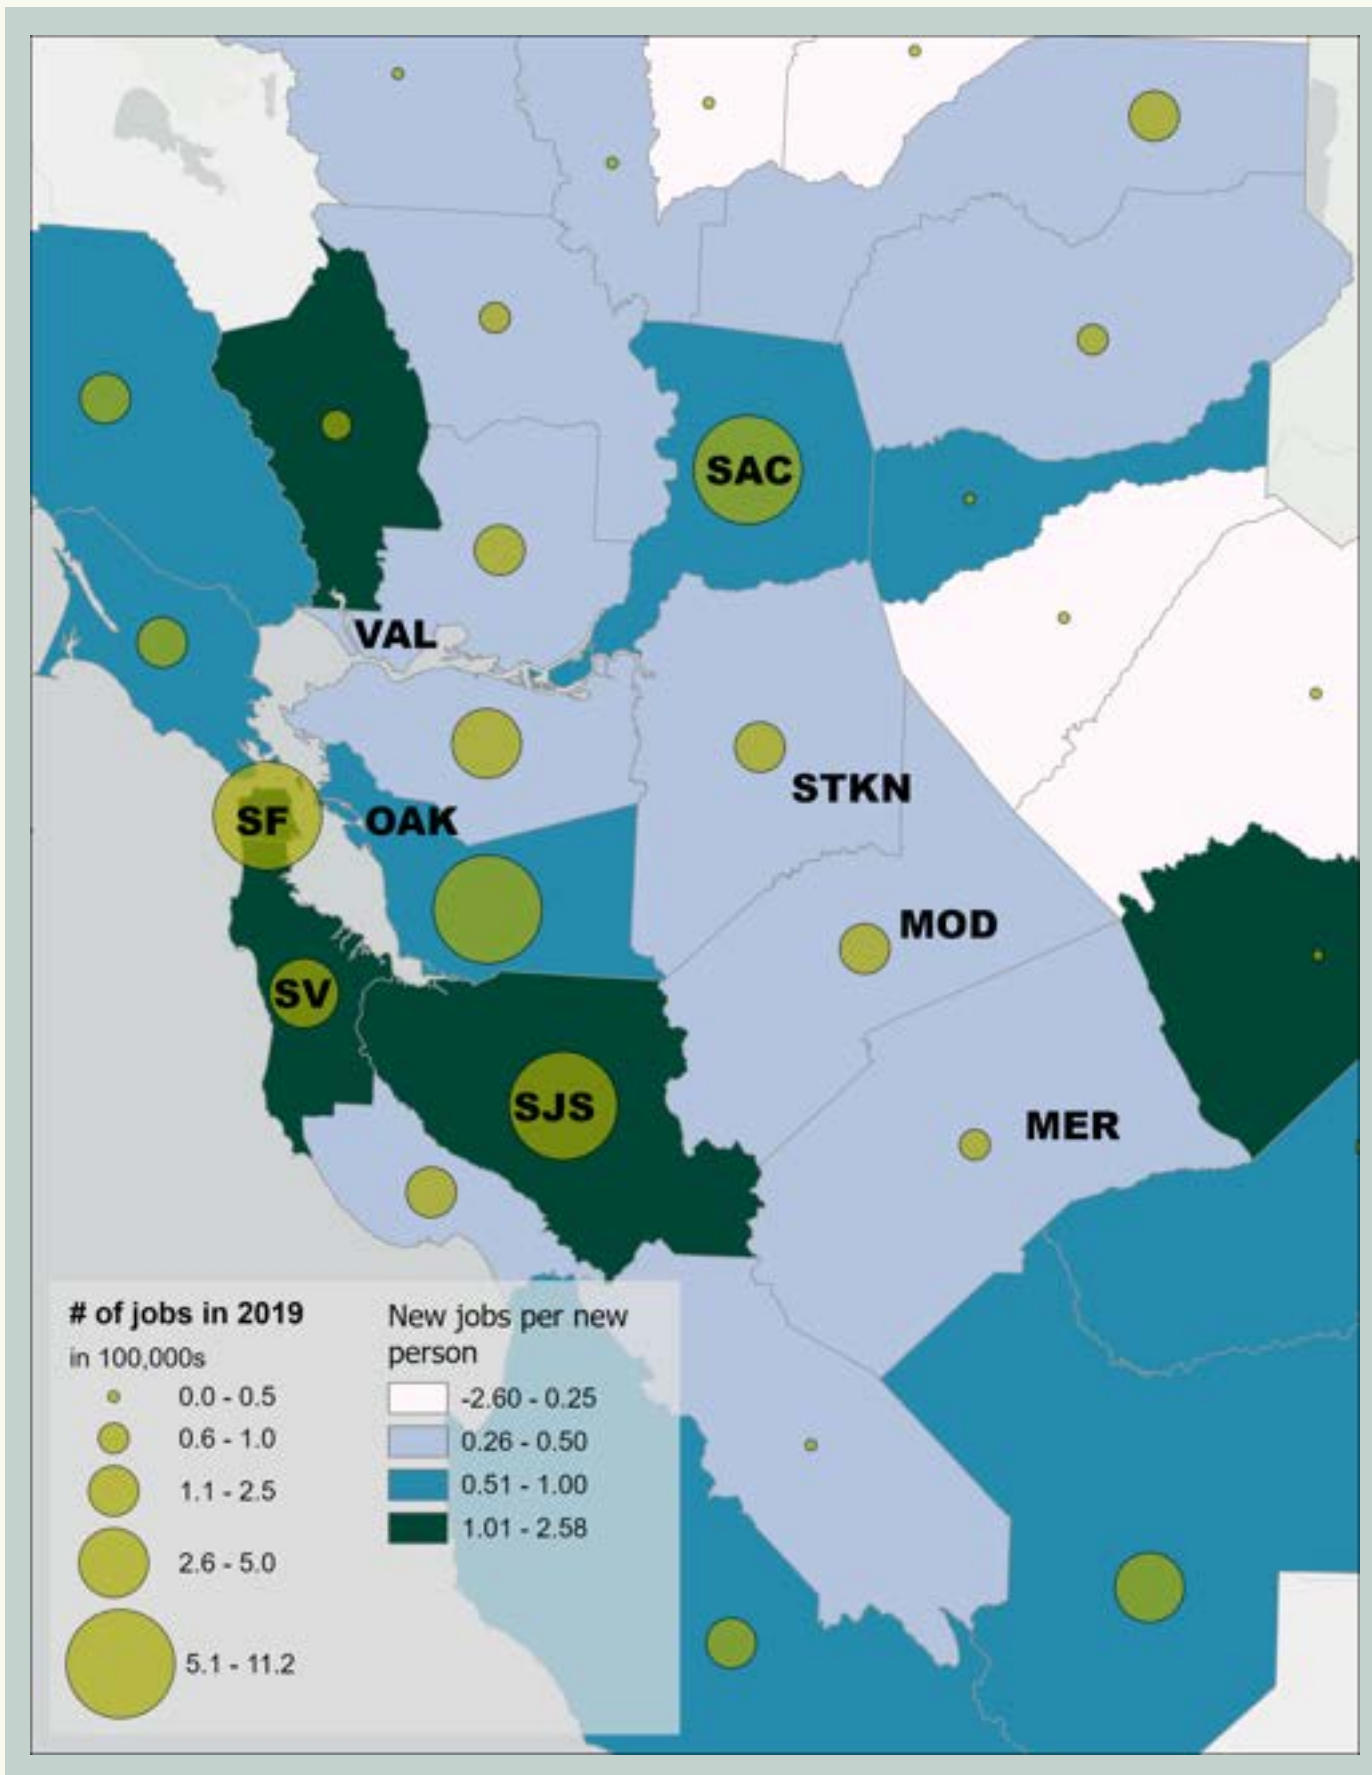 SAC
VAL
STKN
SF
OAK
MOD
SV
SJS
MER
# of jobs in 2019
in 100,000s
0.0 - 0.5
0.6 - 1.0
1.1 - 2.5
2.6 - 5.0
5.1 - 11.2
New jobs per new
person
-2.60 - 0.25
0.26 - 0.50
0.51 - 1.00
1.01 - 2.58